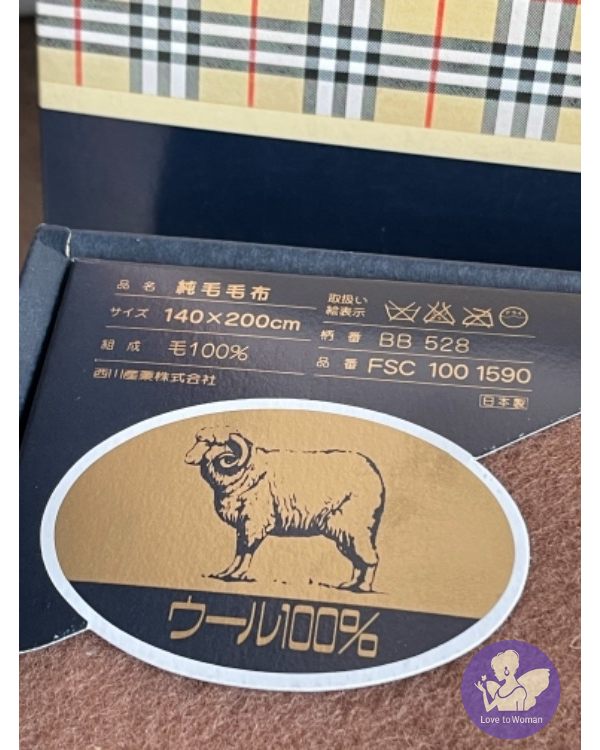 品名 純毛毛布
サイズ 140×200cm
組成 毛100%
西川産業株式会社
取扱い
絵表示
柄番 BB 528
品番 FSC 100 1590
日本製
ウール100%
Love to Woman